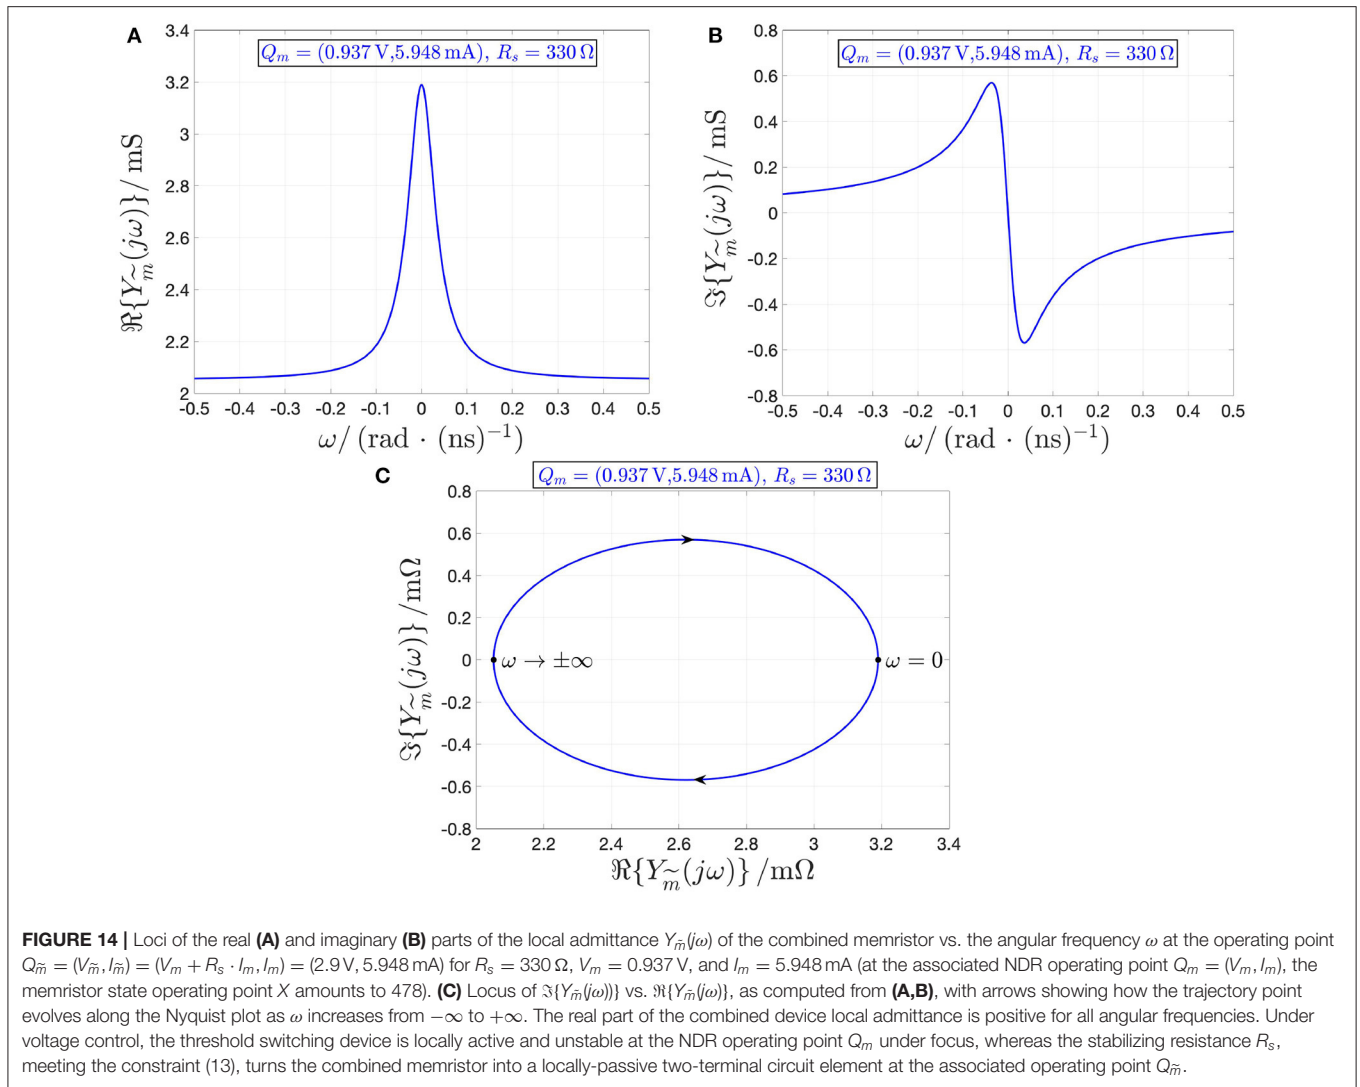 A
Q_m = (0.937 V,5.948 mA), R_s = 330 Ω
ℜ{Y_m̃(jω)}/ mS
3.4
3.2
3
2.8
2.6
2.4
2.2
2
-0.5 -0.4 -0.3 -0.2 -0.1 0 0.1 0.2 0.3 0.4 0.5
ω/ (rad · (ns)⁻¹)
B
Q_m = (0.937 V,5.948 mA), R_s = 330 Ω
ℑ{Y_m̃(jω)}/ mS
0.8
0.6
0.4
0.2
0
-0.2
-0.4
-0.6
-0.8
-0.5 -0.4 -0.3 -0.2 -0.1 0 0.1 0.2 0.3 0.4 0.5
ω/ (rad · (ns)⁻¹)
C
Q_m = (0.937 V,5.948 mA), R_s = 330 Ω
ℑ{Y_m̃(jω)} /mΩ
0.8
0.6
0.4
0.2
0
-0.2
-0.4
-0.6
-0.8
ω → ±∞
ω = 0
2 2.2 2.4 2.6 2.8 3 3.2 3.4
ℜ{Y_m̃(jω)} /mΩ
FIGURE 14 | Loci of the real (A) and imaginary (B) parts of the local admittance Y_m̃(jω) of the combined memristor vs. the angular frequency ω at the operating point
Q_m̃ = (V_m̃, I_m̃) = (V_m + R_s · I_m, I_m) = (2.9 V, 5.948 mA) for R_s = 330 Ω, V_m = 0.937 V, and I_m = 5.948 mA (at the associated NDR operating point Q_m = (V_m, I_m), the
memristor state operating point X amounts to 478). (C) Locus of ℑ{Y_m̃(jω))} vs. ℜ{Y_m̃(jω)}, as computed from (A,B), with arrows showing how the trajectory point
evolves along the Nyquist plot as ω increases from −∞ to +∞. The real part of the combined device local admittance is positive for all angular frequencies. Under
voltage control, the threshold switching device is locally active and unstable at the NDR operating point Q_m under focus, whereas the stabilizing resistance R_s,
meeting the constraint (13), turns the combined memristor into a locally-passive two-terminal circuit element at the associated operating point Q_m̃.